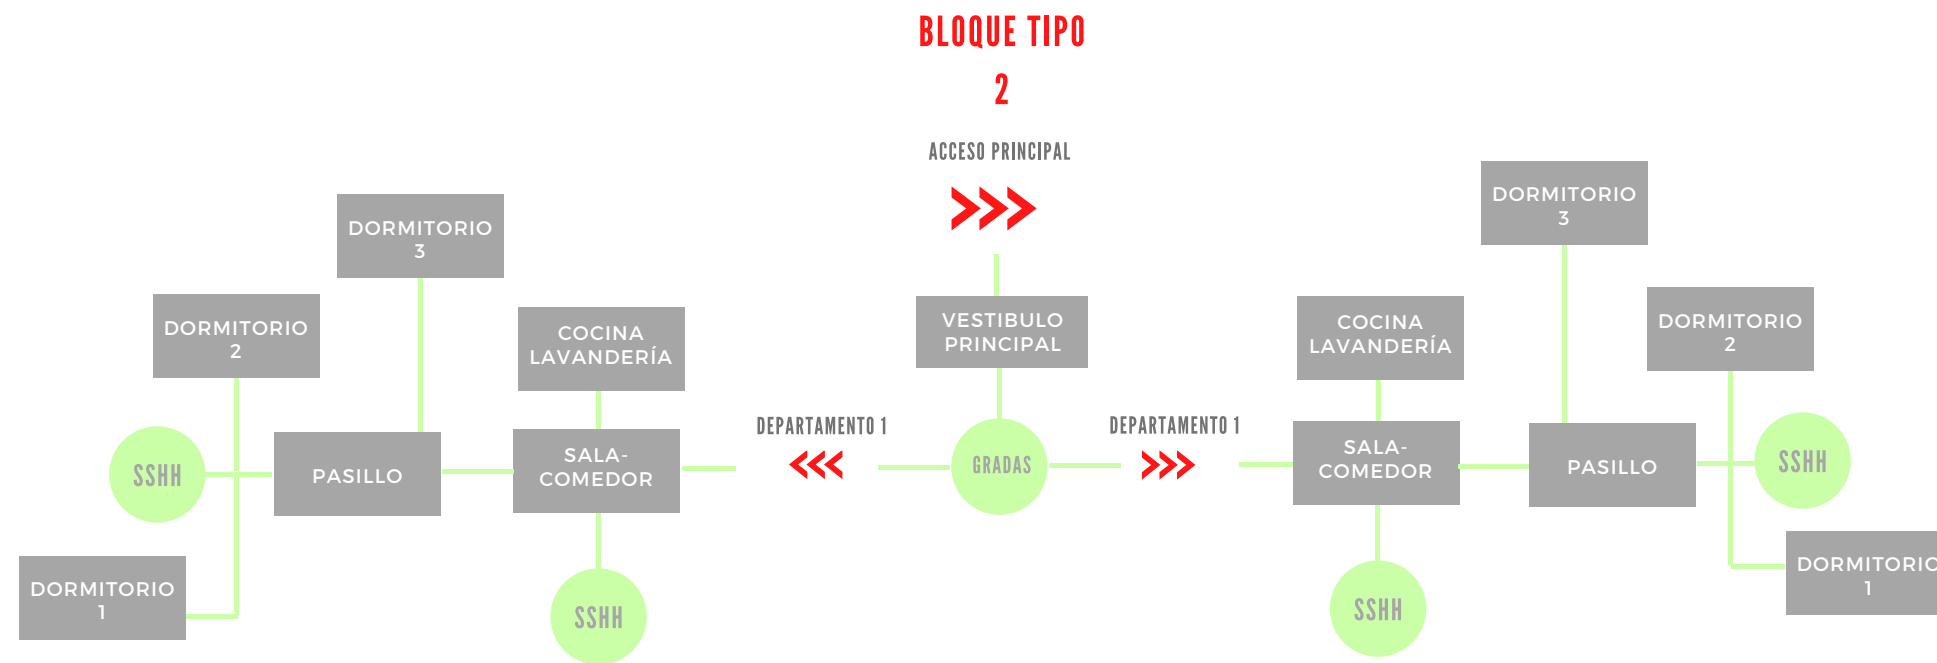 BLOQUE TIPO
2
ACCESO PRINCIPAL
DORMITORIO
3
DORMITORIO
2
COCINA
LAVANDERÍA
SSHH
PASILLO
SALA-
COMEDOR
DORMITORIO
1
SSHH
DEPARTAMENTO 1
VESTIBULO
PRINCIPAL
GRADAS
DEPARTAMENTO 1
DORMITORIO
3
COCINA
LAVANDERÍA
DORMITORIO
2
SALA-
COMEDOR
PASILLO
SSHH
SSHH
DORMITORIO
1